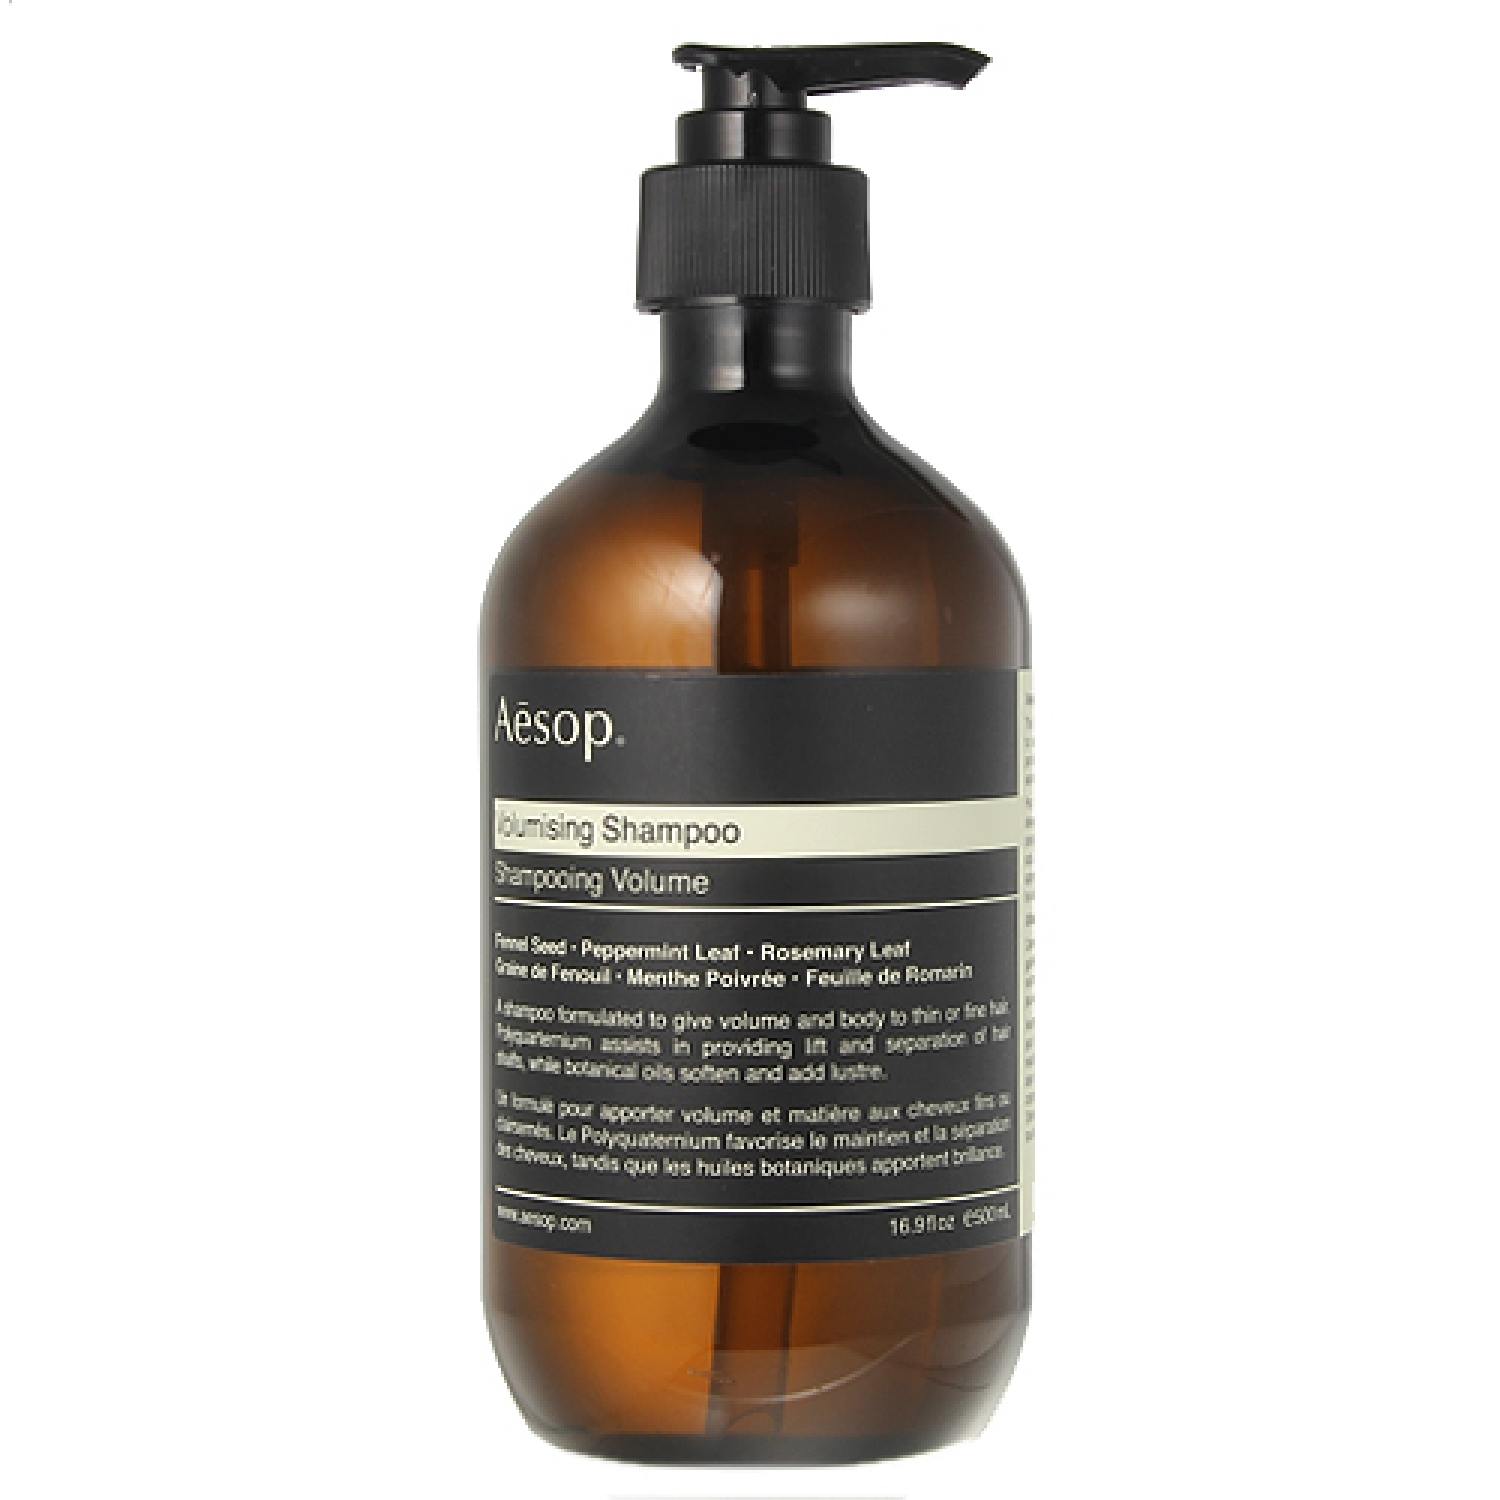 Aēsop.
Volumising Shampoo
Shampooing Volume
Fennel Seed • Peppermint Leaf • Rosemary Leaf
Graine de Fenouil • Menthe Poivrée • Feuille de Romarin
A shampoo formulated to give volume and body to thin or fine hair.
Polyquaternium assists in providing lift and separation of hair
shafts, while botanical oils soften and add lustre.
formulé pour apporter volume et matière aux cheveux fins ou
clairsemés. Le Polyquaternium favorise le maintien et la séparation
des cheveux, tandis que les huiles botaniques apportent brillance.
www.aesop.com
16.9 fl oz ℮500mL